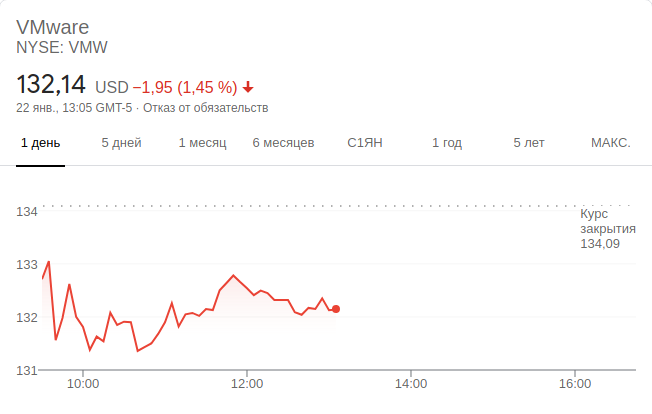 VMware
NYSE: VMW
132,14 USD −1,95 (1,45 %)
22 янв., 13:05 GMT-5 · Отказ от обязательств
1 день 5 дней 1 месяц 6 месяцев С1ЯН 1 год 5 лет МАКС.
134
Курс
закрытия
134,09
133
132
131
10:00 12:00 14:00 16:00